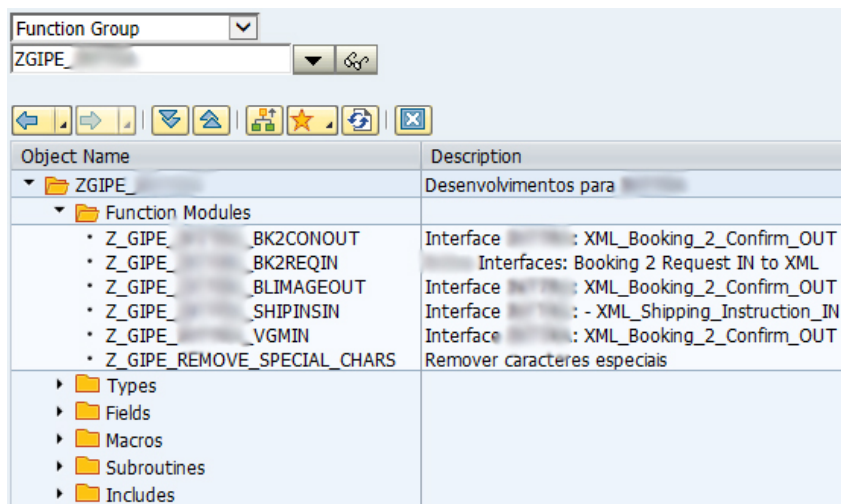 Function Group
ZGIPE_
Object Name Description
ZGIPE_ Desenvolvimentos para
Function Modules
Z_GIPE_ _BK2CONOUT Interface : XML_Booking_2_Confirm_OUT
Z_GIPE_ _BK2REQIN Interfaces: Booking 2 Request IN to XML
Z_GIPE_ _BLIMAGEOUT Interface : XML_Booking_2_Confirm_OUT
Z_GIPE_ _SHIPINSIN Interface : - XML_Shipping_Instruction_IN
Z_GIPE_ _VGMIN Interface : XML_Booking_2_Confirm_OUT
Z_GIPE_REMOVE_SPECIAL_CHARS Remover caracteres especiais
Types
Fields
Macros
Subroutines
Includes